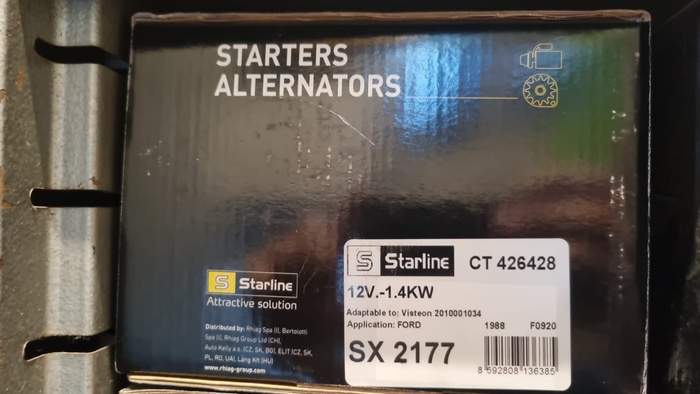 STARTERS
ALTERNATORS
S Starline
Attractive solution
Distributed by: Rhiag Spa (I), Bertolotti
Spa (I), Rhiag Group Ltd (CH),
Auto Kelly a.s. (CZ, SK, BG), ELIT (CZ, SK,
PL, RO, UA), Láng Kft (HU)
www.rhiag-group.com
S Starline CT 426428
12V.-1.4KW
Adaptable to: Visteon 2010001034
Application: FORD 1988 F0920
SX 2177
8 592808 136385